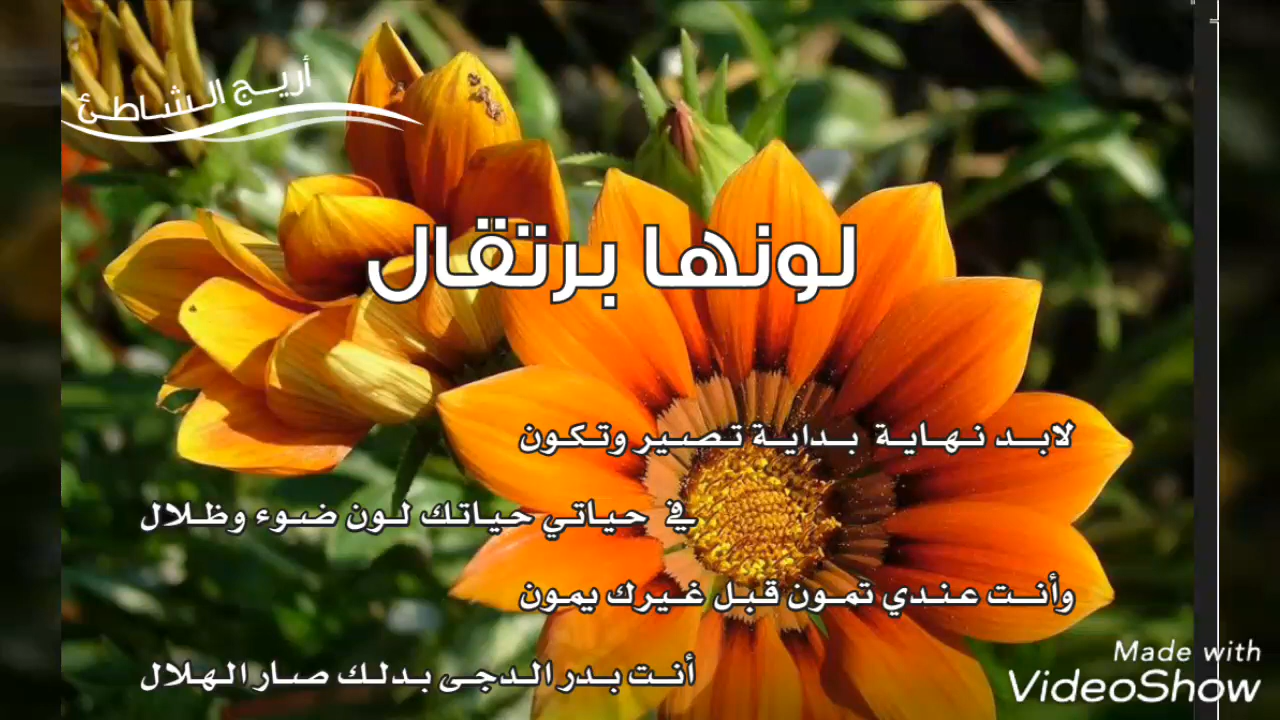 أريج الشاطئ
لونها برتقال
لابد نهاية بداية تصير وتكون
في حياتي حياتك لون ضوء وظلال
وأنت عندي تمون قبل غيرك يمون
أنت بدر الدجى بدلك صار الهلال
Made with
VideoShow